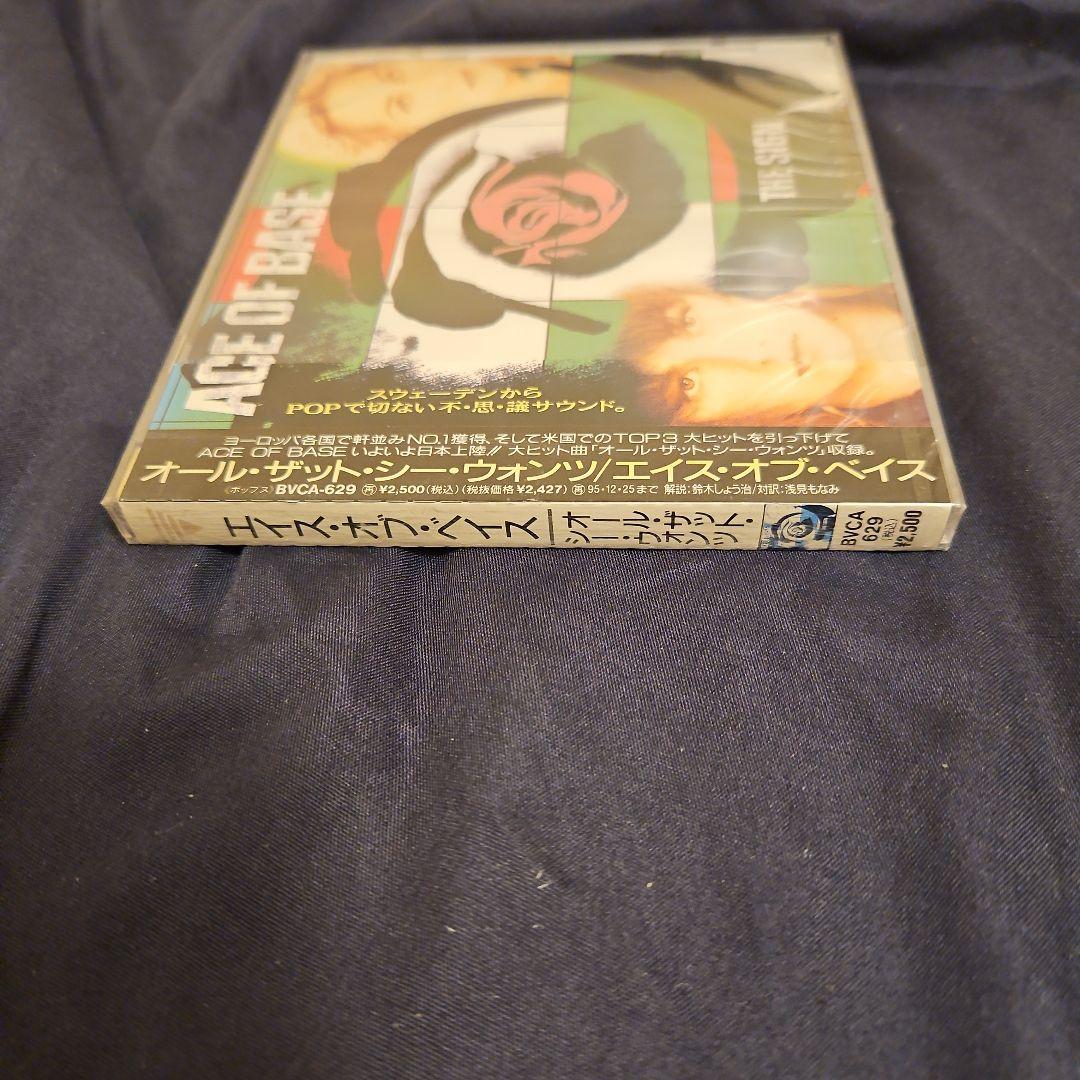 ACE OF BASE
THE SIGN
スウェーデンから
POPで切ない不・思・議サウンド。
ヨーロッパ各国で軒並みNO.1獲得、そして米国でのTOP3 大ヒットを引っ下げて
ACE OF BASEいよいよ日本上陸!! 大ヒット曲「オール・ザット・シー・ウォンツ」収録。
オール・ザット・シー・ウォンツ/エイス・オブ・ベイス
〈ポップス〉BVCA-629 再 ¥2,500(税込)(税抜価格¥2,427) 再 95・12・25まで 解説:鈴木しょう治/対訳:浅見もなみ
エイス・オブ・ベイス
オール・ザット・
シー・ウォンツ
BVCA
629
(税込)
¥2,500